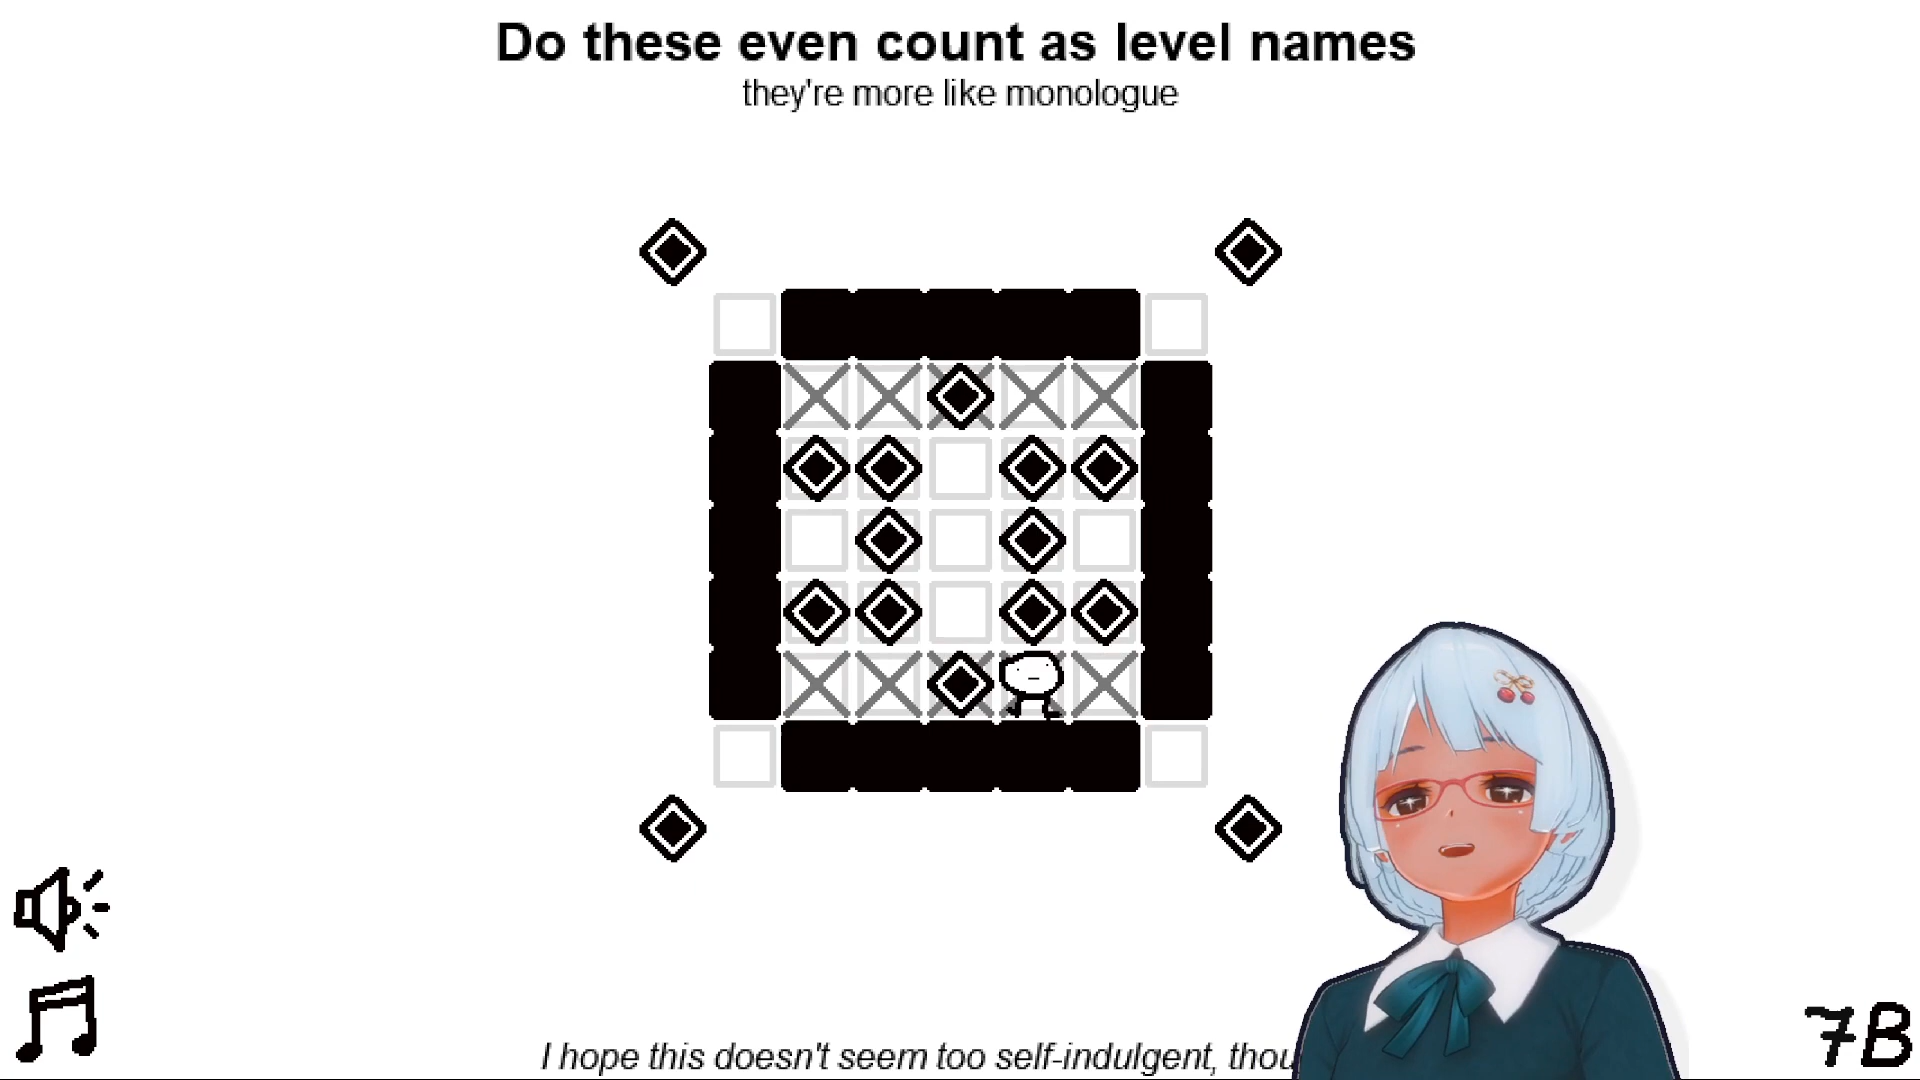 Do these even count as level names
they're more like monologue
I hope this doesn't seem too self-indulgent,
7B